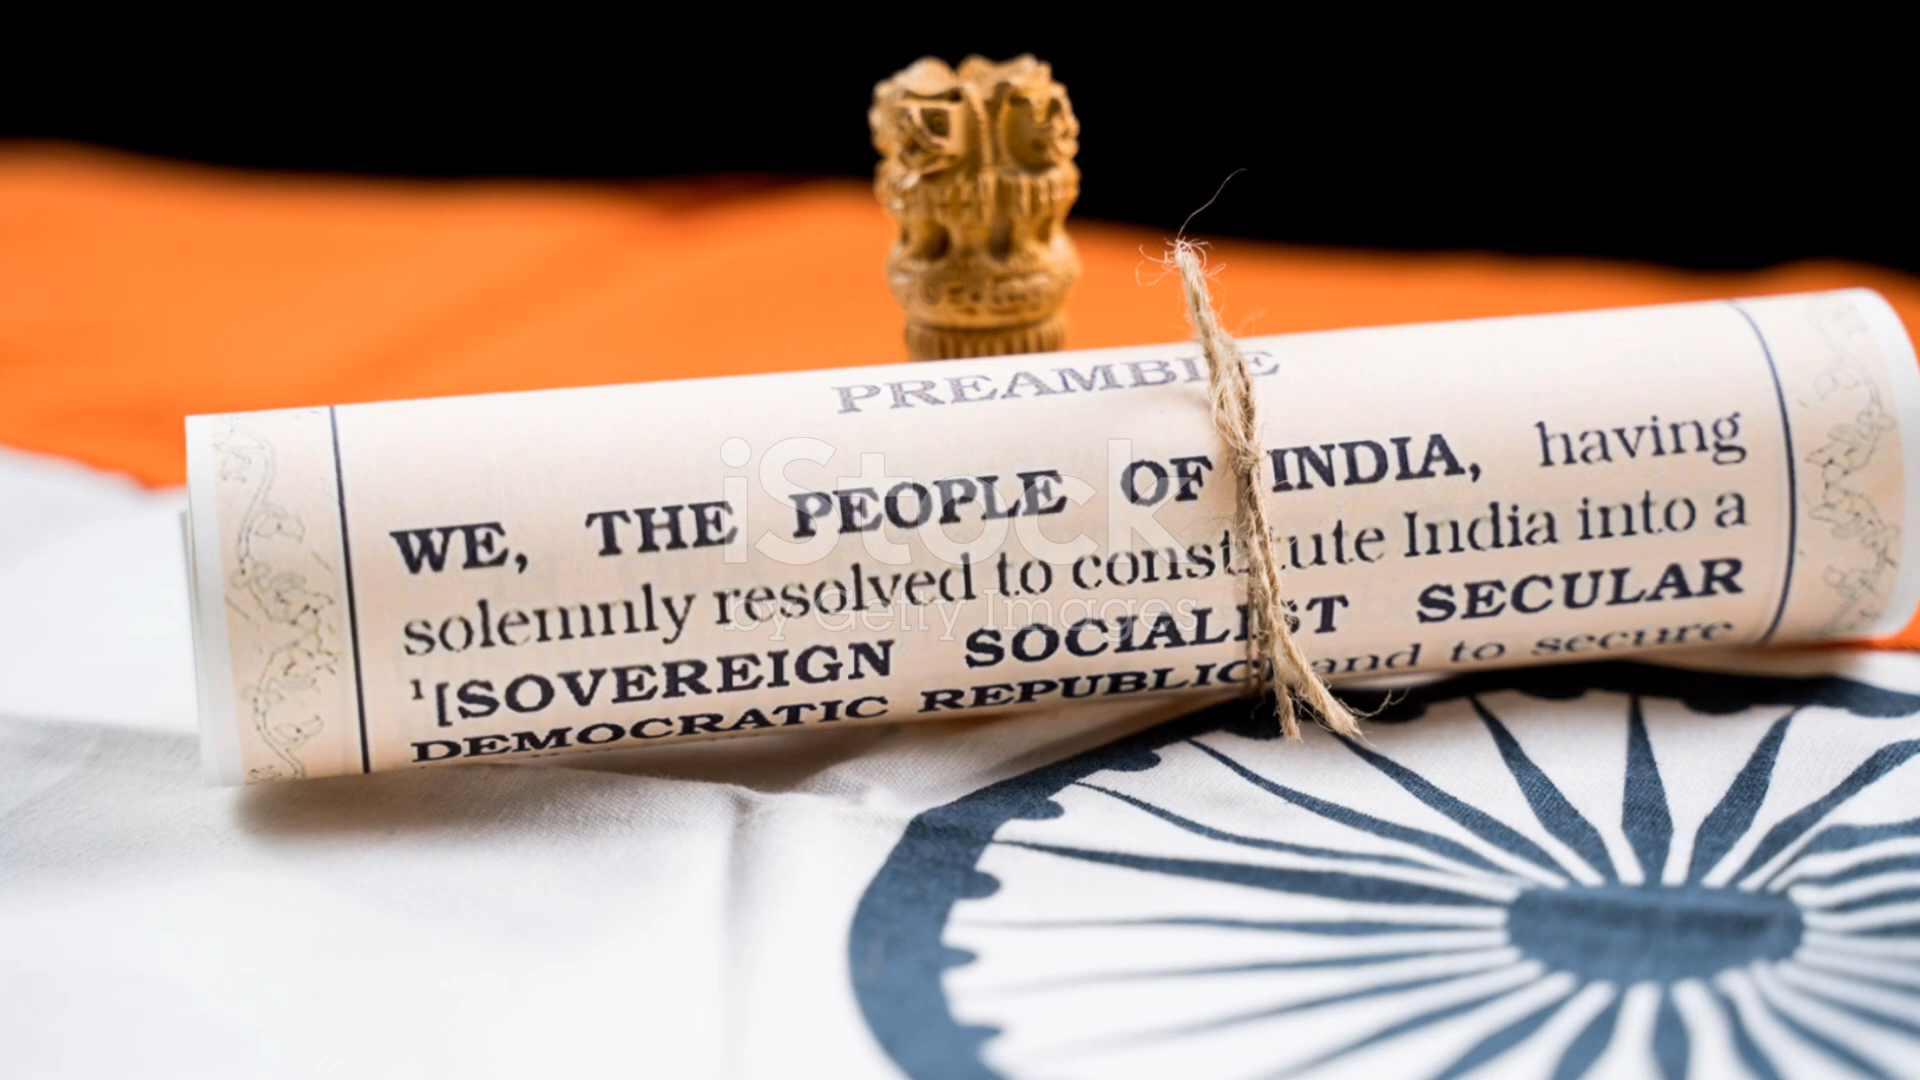 PREAMBLE
WE, THE PEOPLE OF INDIA, having
solemnly resolved to constitute India into a
¹[SOVEREIGN SOCIALIST SECULAR
DEMOCRATIC REPUBLIC] and to secure
iStock
by Getty Images